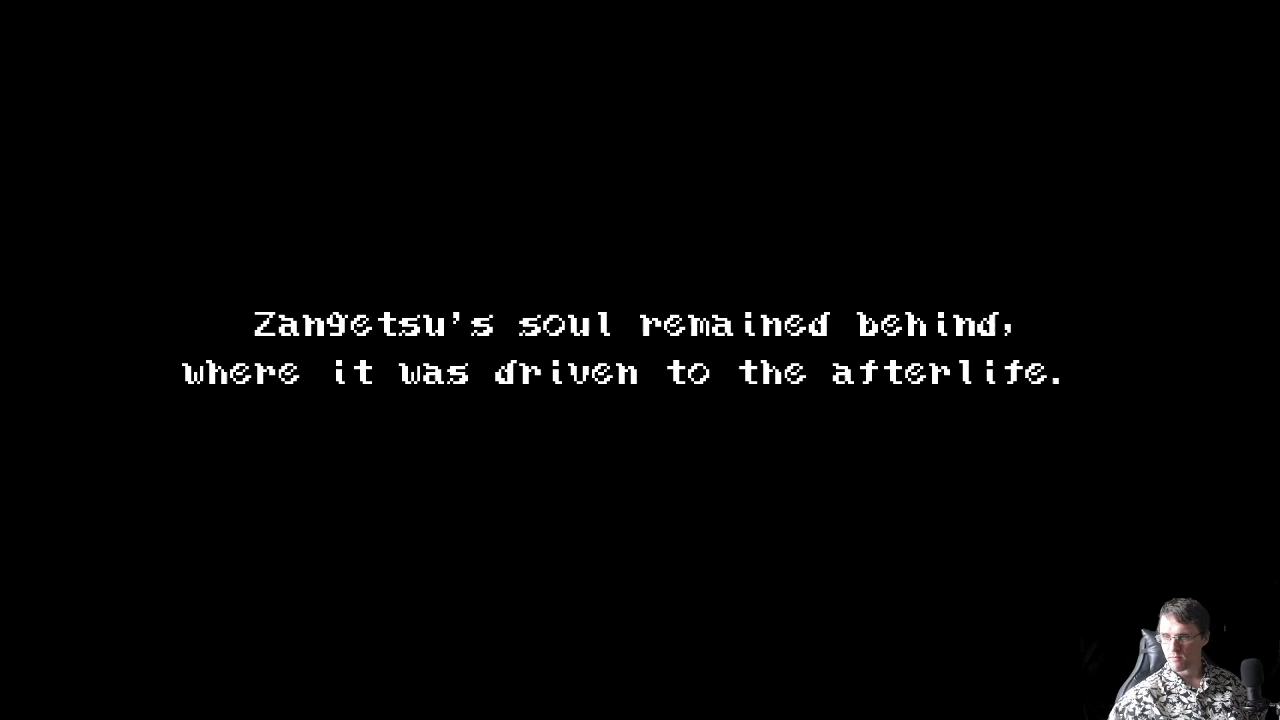 Zangetsu's soul remained behind,
where it was driven to the afterlife.